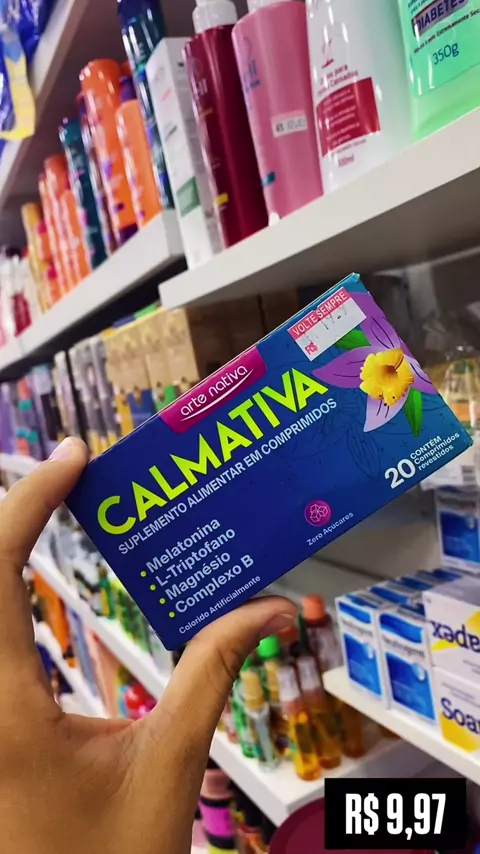 DIABETES
350g
VOLTE SEMPRE
R$
arte nativa
CALMATIVA
SUPLEMENTO ALIMENTAR EM COMPRIMIDOS
20 CONTÉM
Comprimidos
revestidos
• Melatonina
• L-Triptofano
• Magnésio
• Complexo B
Zero Açúcares
Colorido Artificialmente
R$ 9,97